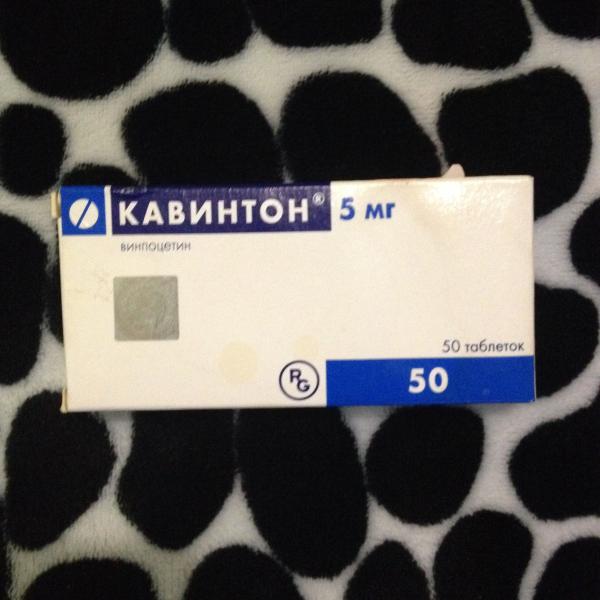 КАВИНТОН® 5 мг
винпоцетин
50 таблеток
RG
50